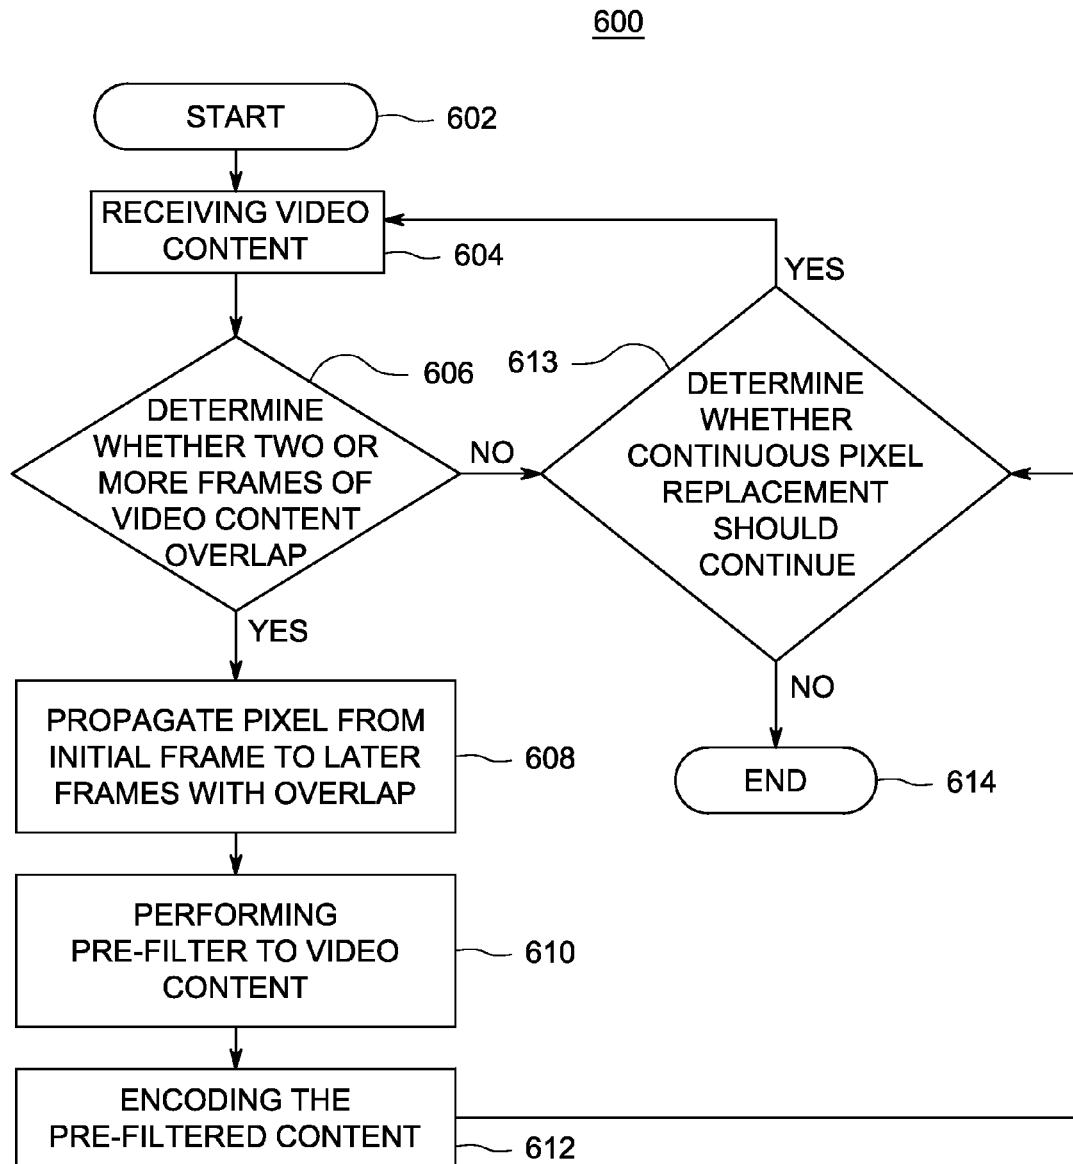 600
START
602
RECEIVING VIDEO
CONTENT
604
DETERMINE
WHETHER TWO OR
MORE FRAMES OF
VIDEO CONTENT
OVERLAP
606
NO
YES
613
DETERMINE
WHETHER
CONTINUOUS PIXEL
REPLACEMENT
SHOULD
CONTINUE
YES
NO
PROPAGATE PIXEL FROM
INITIAL FRAME TO LATER
FRAMES WITH OVERLAP
608
END
614
PERFORMING
PRE-FILTER TO VIDEO
CONTENT
610
ENCODING THE
PRE-FILTERED CONTENT
612